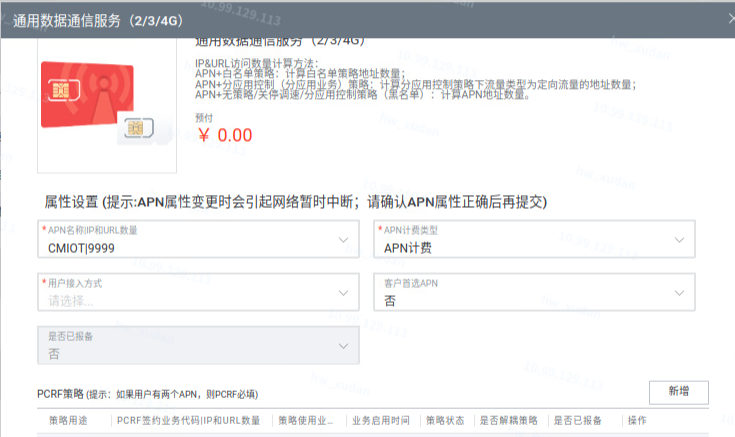 通用数据通信服务（2/3/4G）
通用数据通信服务（2/3/4G）
IP&URL访问数量计算方法：
APN+白名单策略：计算白名单策略地址数量；
APN+分应用控制（分应用业务）策略：计算分应用控制策略下流量类型为定向流量的地址数量；
APN+无策略/关停调速/分应用控制策略（黑名单）：计算APN地址数量。
预付
¥ 0.00
属性设置 (提示:APN属性变更时会引起网络暂时中断；请确认APN属性正确后再提交)
*APN名称|IP和URL数量
CMIOT|9999
*APN计费类型
APN计费
*用户接入方式
请选择...
客户首选APN
否
是否已报备
否
PCRF策略 (提示：如果用户有两个APN，则PCRF必填)
新增
策略用途 PCRF签约业务代码|IP和URL数量 策略使用业... 业务启用时间 策略状态 是否解耦策略 是否已报备 操作
10.99.129.113
hw_xudan